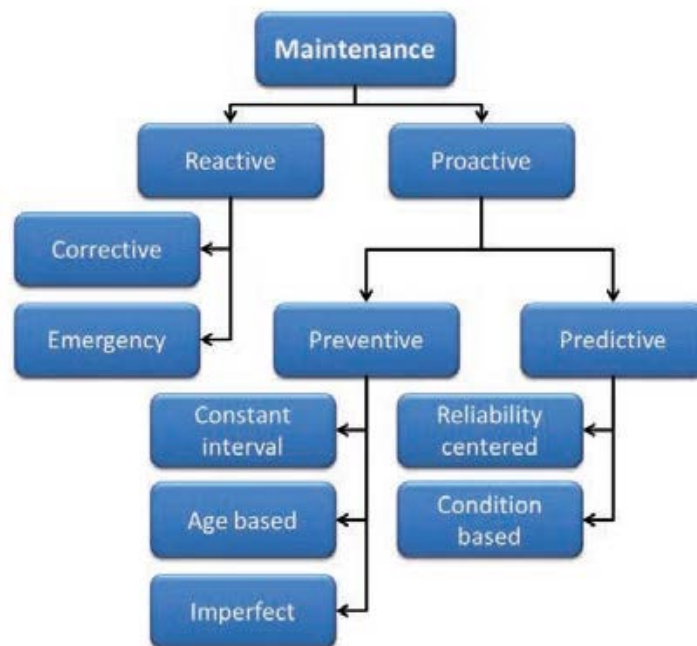 Maintenance
Reactive
Proactive
Corrective
Emergency
Preventive
Predictive
Constant
interval
Reliability
centered
Age based
Condition
based
Imperfect